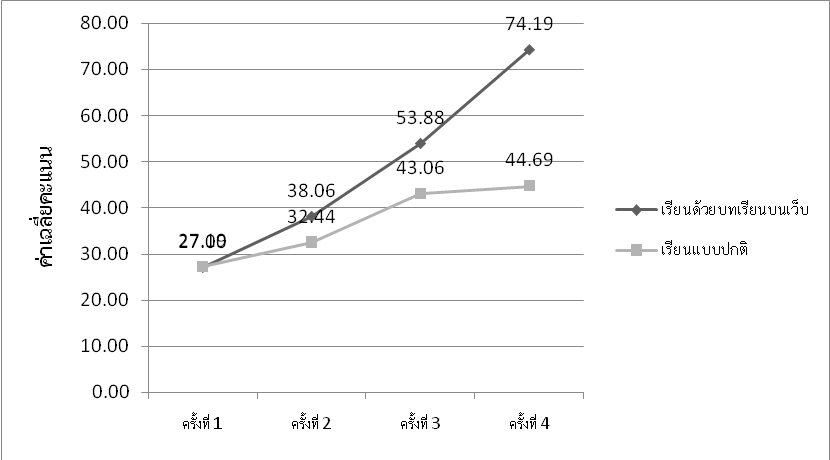 80.00
70.00
60.00
50.00
40.00
30.00
20.00
10.00
0.00
ค่าเฉลี่ยคะแนน
74.19
53.88
38.06
44.69
43.06
32.44
ครั้งที่ 1
ครั้งที่ 2
ครั้งที่ 3
ครั้งที่ 4
เรียนด้วยบทเรียนบนเว็บ
เรียนแบบปกติ